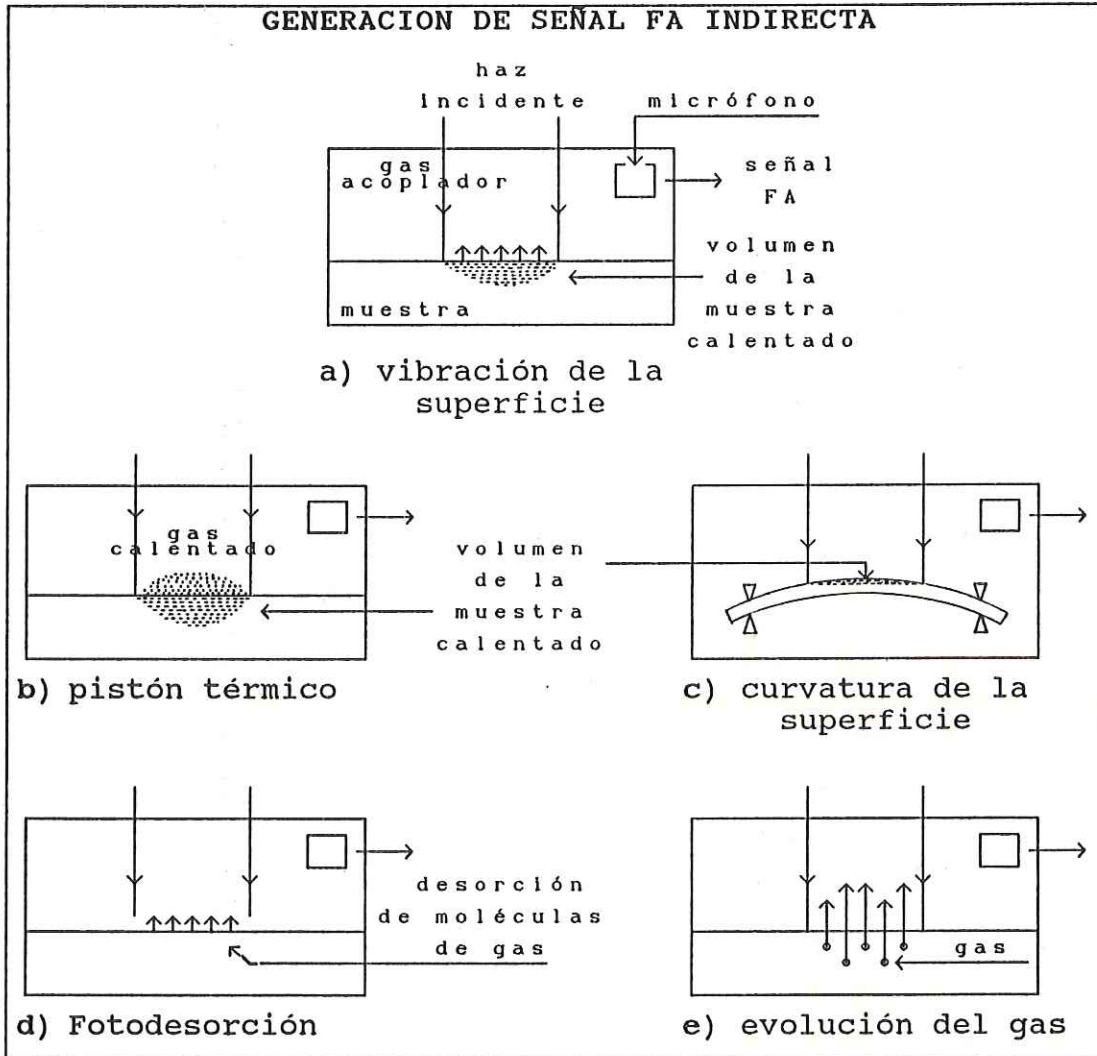 GENERACION DE SEÑAL FA INDIRECTA
haz
incidente
micrófono
gas
acoplador
señal
FA
volumen
de la
muestra
calentado
muestra
a) vibración de la
superficie
gas
calentado
volumen
de la
muestra
calentado
b) pistón térmico
c) curvatura de la
superficie
desorción
de moléculas
de gas
gas
d) Fotodesorción
e) evolución del gas